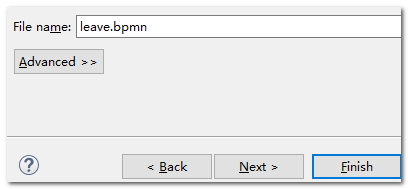 File name: leave.bpmn
Advanced >>
? < Back Next > Finish